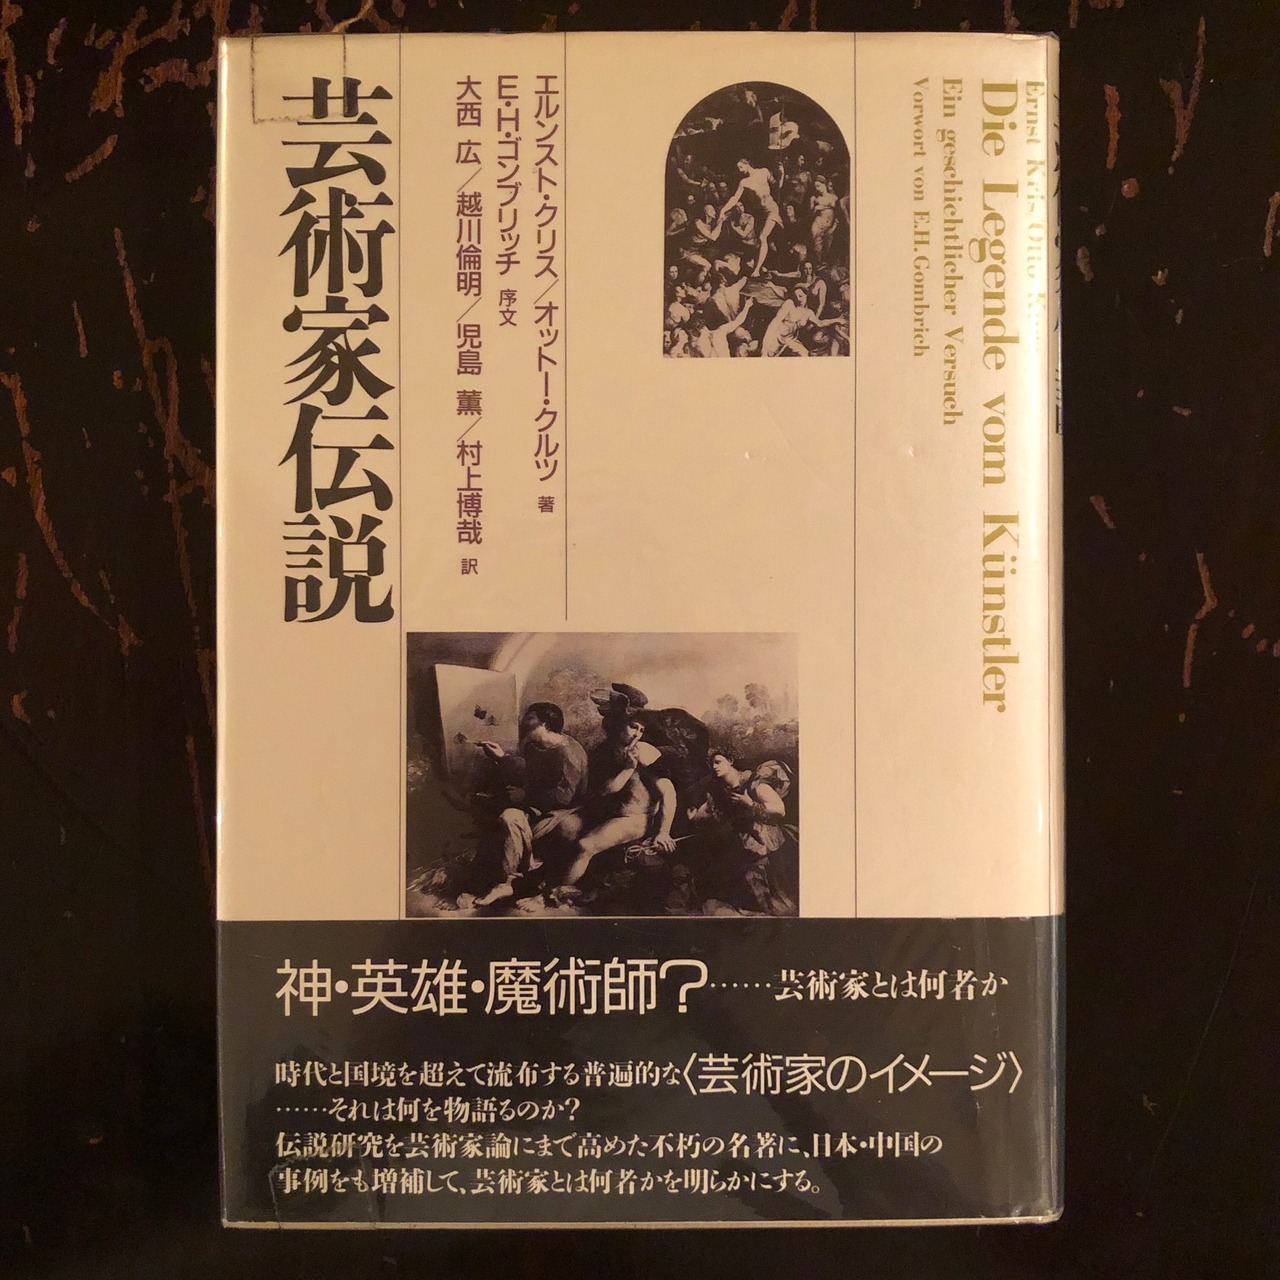 芸術家伝説
エルンスト・クリス／オットー・クルツ 著
E・H・ゴンブリッチ 序文
大西 広／越川倫明／児島 薫／村上博哉 訳
Ernst Kris/Otto
Die Legende vom Künstler
Ein geschichtlicher Versuch
Vorwort von E.H.Gombrich
神・英雄・魔術師?……芸術家とは何者か
時代と国境を超えて流布する普遍的な〈芸術家のイメージ〉
……それは何を物語るのか?
伝説研究を芸術家論にまで高めた不朽の名著に、日本・中国の
事例をも増補して、芸術家とは何者かを明らかにする。